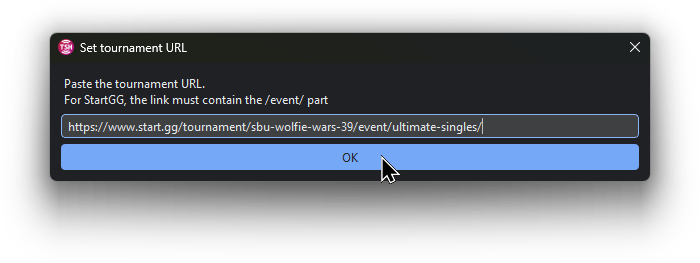 TSH
Set tournament URL
Paste the tournament URL.
For StartGG, the link must contain the /event/ part
https://www.start.gg/tournament/sbu-wolfie-wars-39/event/ultimate-singles/
OK